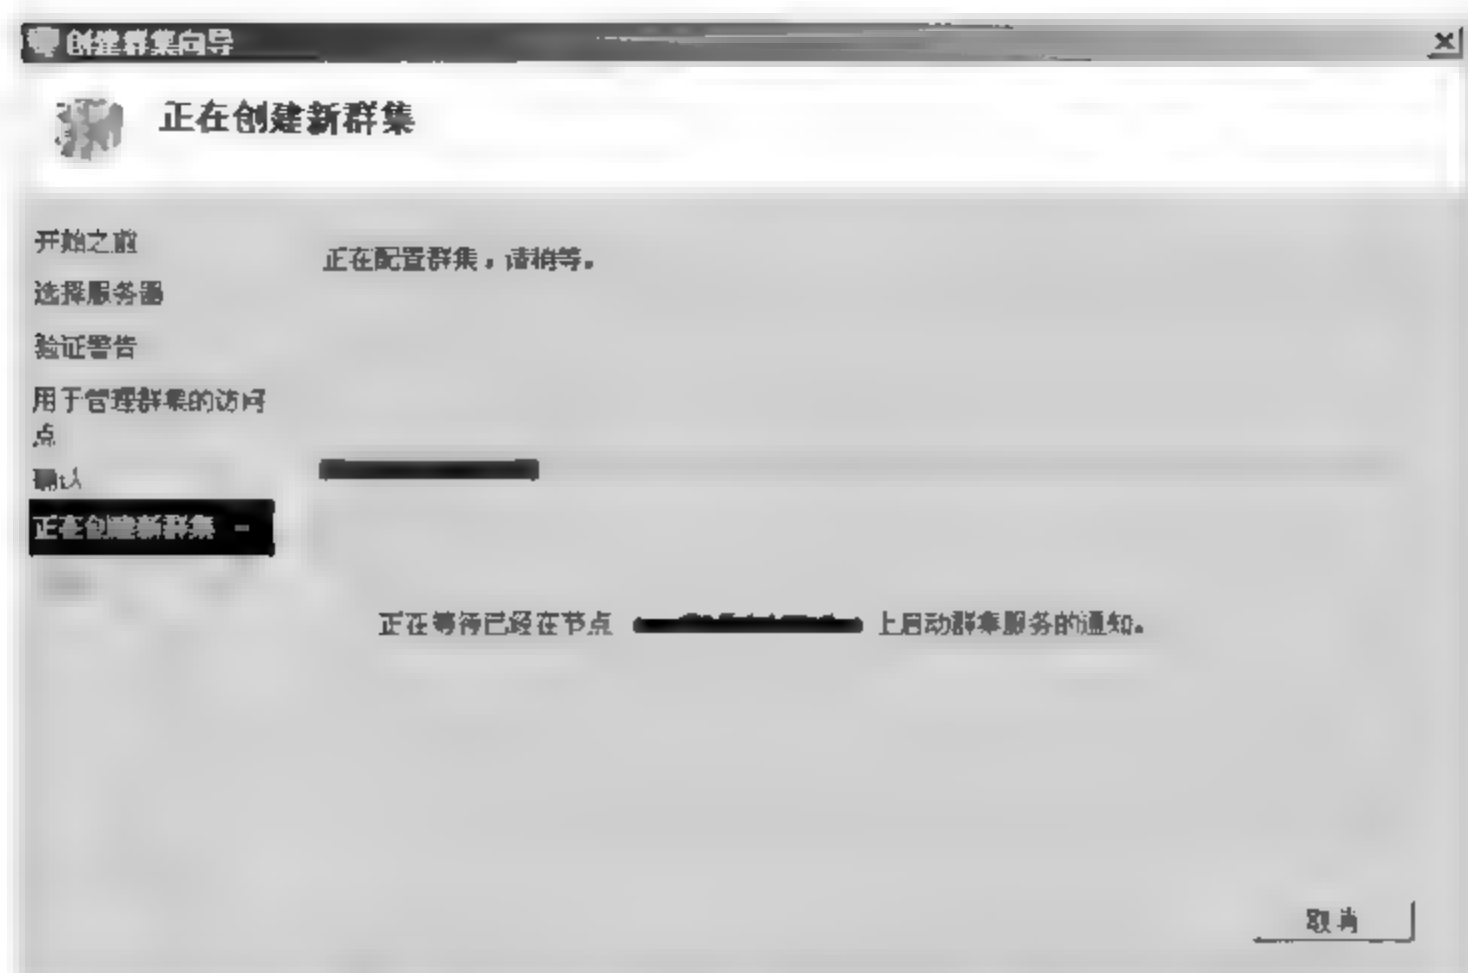 创建群集向导
正在创建新群集
开始之前
选择服务器
验证警告
用于管理群集的访问
点
确认
正在创建新群集
正在配置群集，请稍等。
正在等待已经在节点 上启动群集服务的通知。
取消